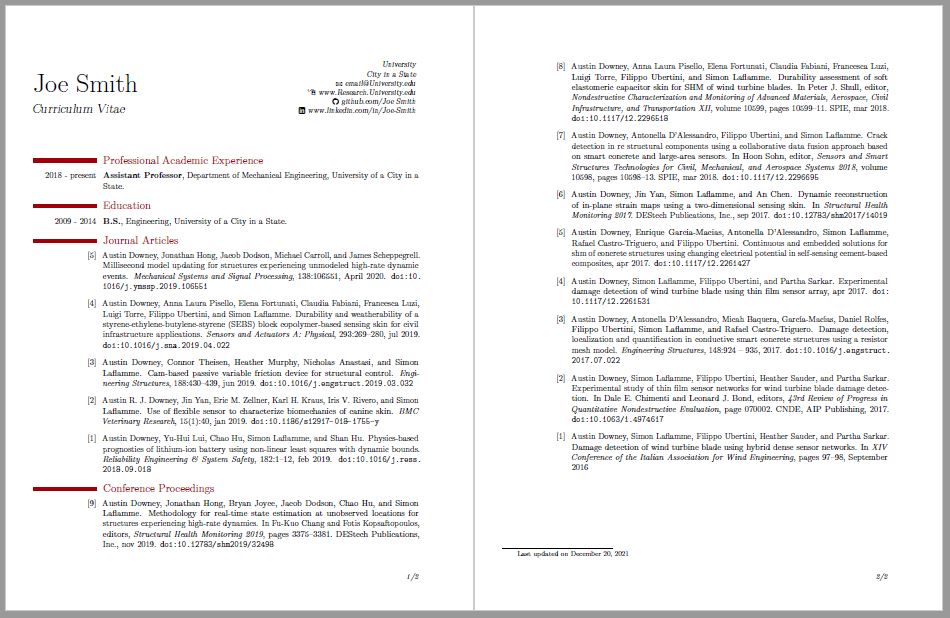 Joe Smith
Curriculum Vitae
University
City in a State
email@University.edu
www.Research.University.edu
github.com/Joe Smith
www.linkedin.com/in/Joe-Smith
Professional Academic Experience
2018 - present Assistant Professor, Department of Mechanical Engineering, University of a City in a
State.
Education
2009 - 2014 B.S., Engineering, University of a City in a State.
Journal Articles
[5] Austin Downey, Jonathan Hong, Jacob Dodson, Michael Carroll, and James Scheppegrell.
Millisecond model updating for structures experiencing unmodeled high-rate dynamic
events. Mechanical Systems and Signal Processing, 138:106551, April 2020. doi:10.
1016/j.ymssp.2019.106551
[4] Austin Downey, Anna Laura Pisello, Elena Fortunati, Claudia Fabiani, Francesca Luzi,
Luigi Torre, Filippo Ubertini, and Simon Laflamme. Durability and weatherability of a
styrene-ethylene-butylene-styrene (SEBS) block copolymer-based sensing skin for civil
infrastructure applications. Sensors and Actuators A: Physical, 293:269–280, jul 2019.
doi:10.1016/j.sna.2019.04.022
[3] Austin Downey, Connor Theisen, Heather Murphy, Nicholas Anastasi, and Simon
Laflamme. Cam-based passive variable friction device for structural control. Engi-
neering Structures, 188:430–439, jun 2019. doi:10.1016/j.engstruct.2019.03.032
[2] Austin R. J. Downey, Jin Yan, Eric M. Zellner, Karl H. Kraus, Iris V. Rivero, and Simon
Laflamme. Use of flexible sensor to characterize biomechanics of canine skin. BMC
Veterinary Research, 15(1):40, jan 2019. doi:10.1186/s12917-018-1755-y
[1] Austin Downey, Yu-Hui Lui, Chao Hu, Simon Laflamme, and Shan Hu. Physics-based
prognosties of lithium-ion battery using non-linear least squares with dynamic bounds.
Reliability Engineering & System Safety, 182:1–12, feb 2019. doi:10.1016/j.ress.
2018.09.018
Conference Proceedings
[9] Austin Downey, Jonathan Hong, Bryan Joyce, Jacob Dodson, Chao Hu, and Simon
Laflamme. Methodology for real-time state estimation at unobserved locations for
structures experiencing high-rate dynamics. In Fu-Kuo Chang and Fotis Kopsaftopoulos,
editors, Structural Health Monitoring 2019, pages 3375–3381. DEStech Publications,
Inc., nov 2019. doi:10.12783/shm2019/32498
1/2
[8] Austin Downey, Anna Laura Pisello, Elena Fortunati, Claudia Fabiani, Francesca Luzi,
Luigi Torre, Filippo Ubertini, and Simon Laflamme. Durability assessment of soft
elastomeric capacitor skin for SHM of wind turbine blades. In Peter J. Shull, editor,
Nondestructive Characterization and Monitoring of Advanced Materials, Aerospace, Civil
Infrastructure, and Transportation XII, volume 10599, pages 10599–11. SPIE, mar 2018.
doi:10.1117/12.2296518
[7] Austin Downey, Antonella D'Alessandro, Filippo Ubertini, and Simon Laflamme. Crack
detection in re structural components using a collaborative data fusion approach based
on smart concrete and large-area sensors. In Hoon Sohn, editor, Sensors and Smart
Structures Technologies for Civil, Mechanical, and Aerospace Systems 2018, volume
10598, pages 10598–13. SPIE, mar 2018. doi:10.1117/12.2296695
[6] Austin Downey, Jin Yan, Simon Laflamme, and An Chen. Dynamic reconstruction
of in-plane strain maps using a two-dimensional sensing skin. In Structural Health
Monitoring 2017. DEStech Publications, Inc., sep 2017. doi:10.12783/shm2017/14019
[5] Austin Downey, Enrique García-Macías, Antonella D'Alessandro, Simon Laflamme,
Rafael Castro-Triguero, and Filippo Ubertini. Continuous and embedded solutions for
shm of concrete structures using changing electrical potential in self-sensing cement-based
composites, apr 2017. doi:10.1117/12.2261427
[4] Austin Downey, Simon Laflamme, Filippo Ubertini, and Partha Sarkar. Experimental
damage detection of wind turbine blade using thin film sensor array, apr 2017. doi:
10.1117/12.2261531
[3] Austin Downey, Antonella D'Alessandro, Micah Baquera, García-Macías, Daniel Rolfes,
Filippo Ubertini, Simon Laflamme, and Rafael Castro-Triguero. Damage detection,
localization and quantification in conductive smart concrete structures using a resistor
mesh model. Engineering Structures, 148:924 – 935, 2017. doi:10.1016/j.engstruct.
2017.07.022
[2] Austin Downey, Simon Laflamme, Filippo Ubertini, Heather Sauder, and Partha Sarkar.
Experimental study of thin film sensor networks for wind turbine blade damage detec-
tion. In Dale E. Chimenti and Leonard J. Bond, editors, 43rd Review of Progress in
Quantitative Nondestructive Evaluation, page 070002. CNDE, AIP Publishing, 2017.
doi:10.1063/1.4974617
[1] Austin Downey, Simon Laflamme, Filippo Ubertini, Heather Sauder, and Partha Sarkar.
Damage detection of wind turbine blade using hybrid dense sensor networks. In XIV
Conference of the Italian Association for Wind Engineering, pages 97–98, September
2016
Last updated on December 20, 2021
2/2